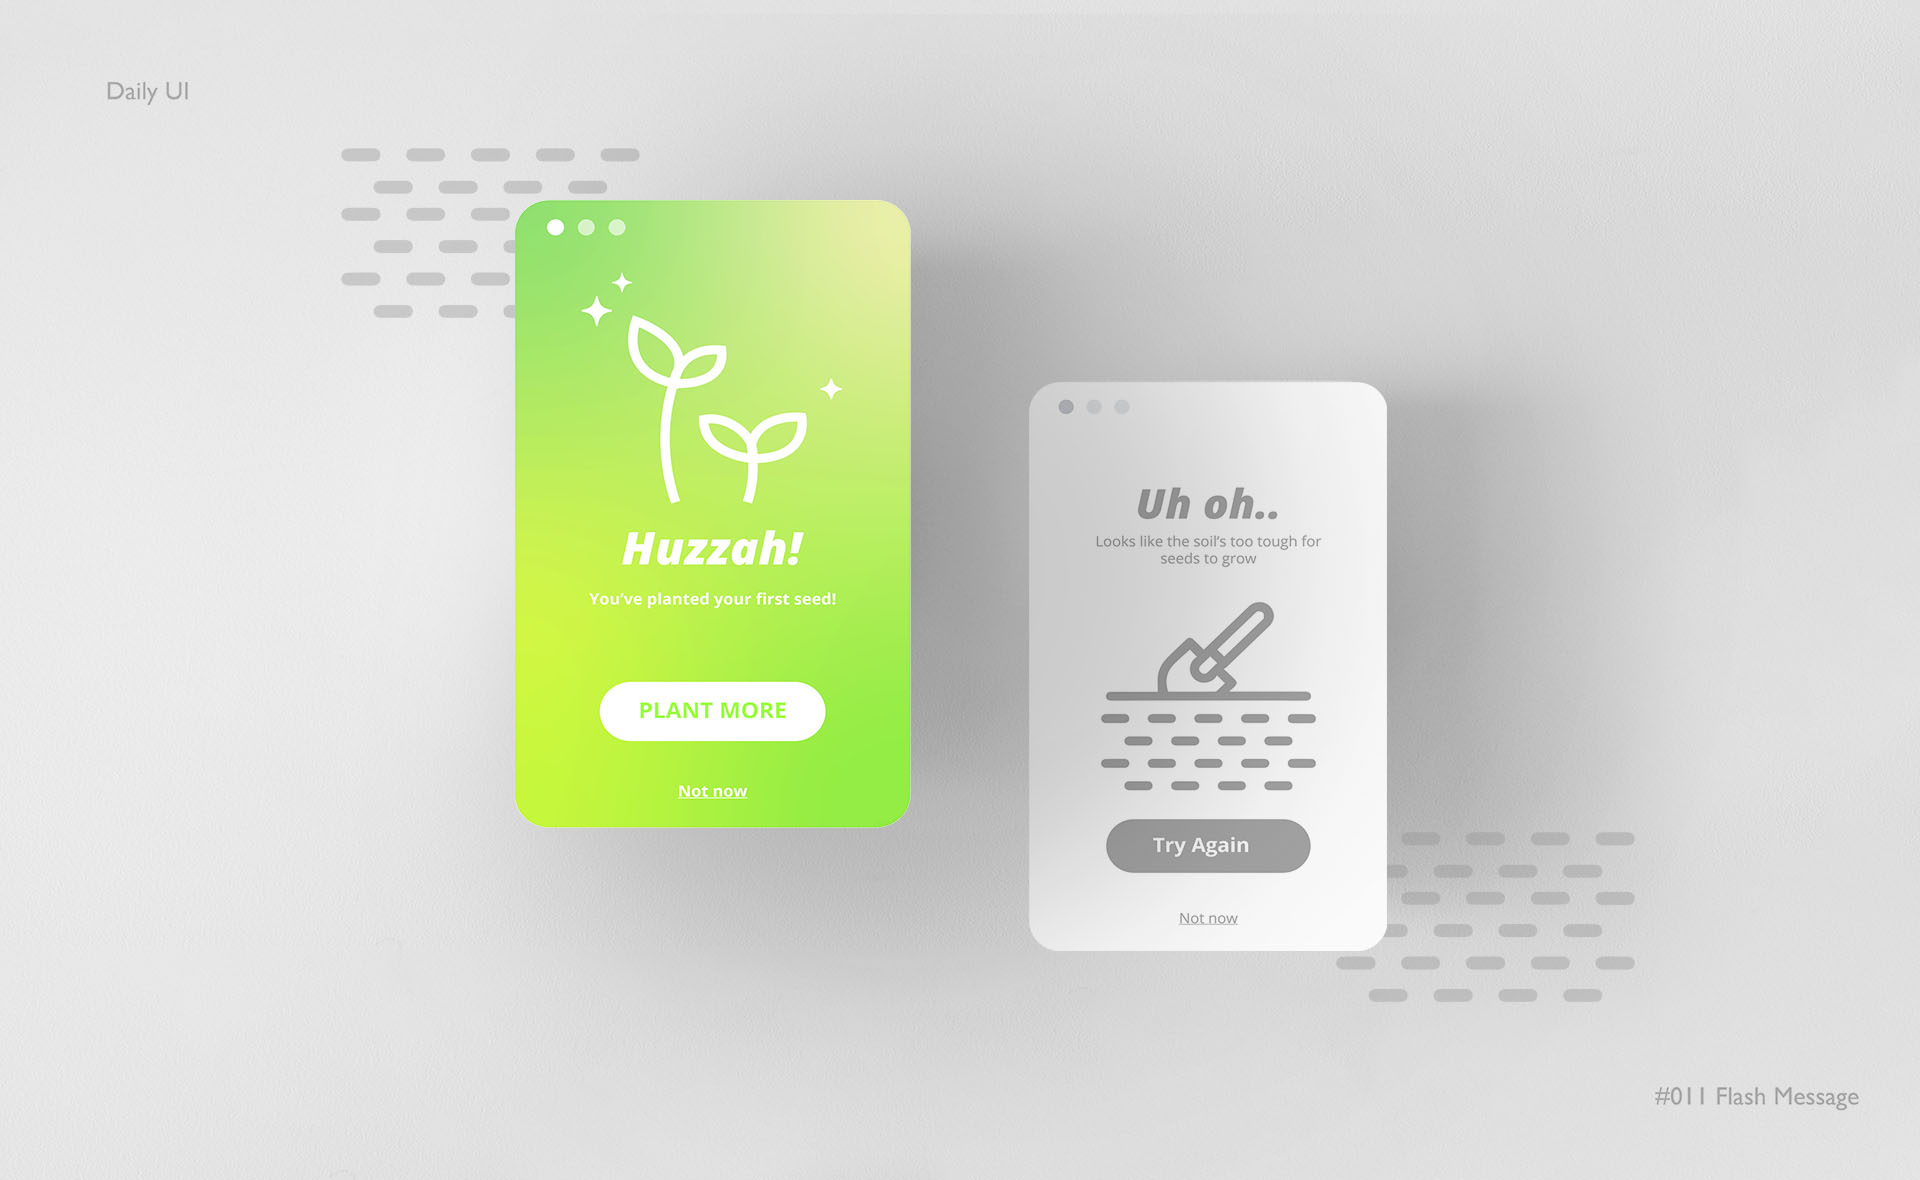 Daily UI
Huzzah!
You've planted your first seed!
PLANT MORE
Not now
Uh oh..
Looks like the soil's too tough for
seeds to grow
Try Again
Not now
#011 Flash Message